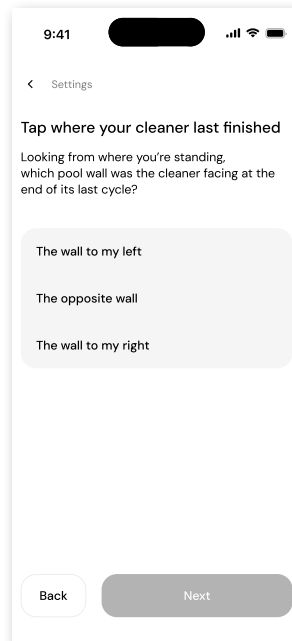 9:41
Settings
Tap where your cleaner last finished
Looking from where you’re standing,
which pool wall was the cleaner facing at the
end of its last cycle?
The wall to my left
The opposite wall
The wall to my right
Back Next